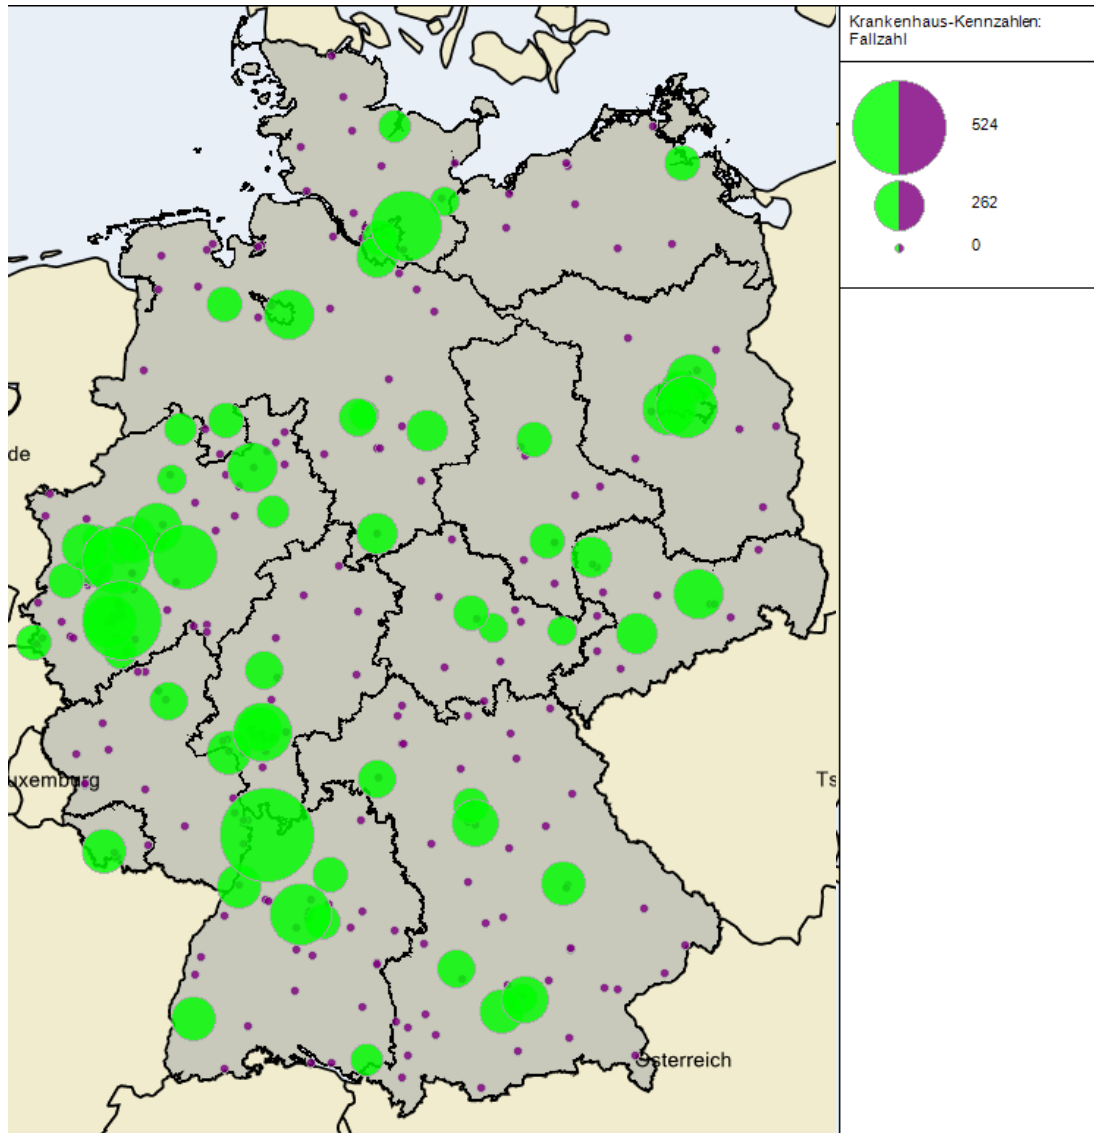 Krankenhaus-Kennzahlen:
Fallzahl
524
262
0
de
uxemburg
Ts
Österreich